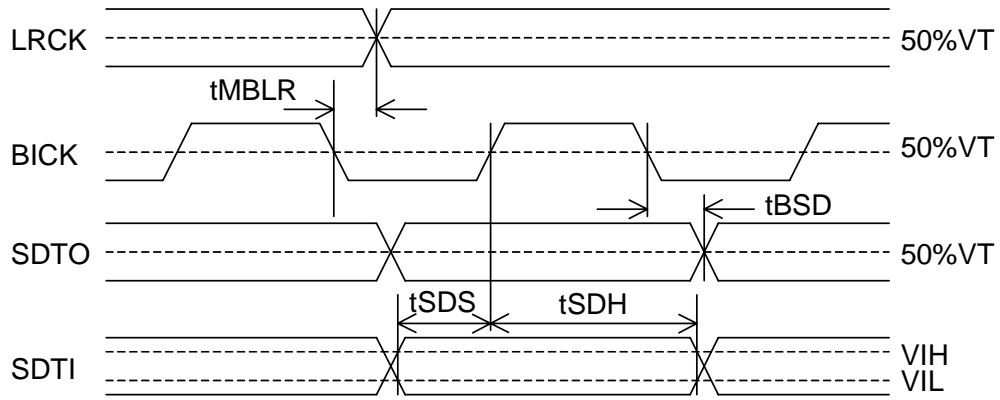 LRCK
50%VT
tMBLR
BICK
50%VT
tBSD
SDTO
50%VT
tSDS
tSDH
SDTI
VIH
VIL